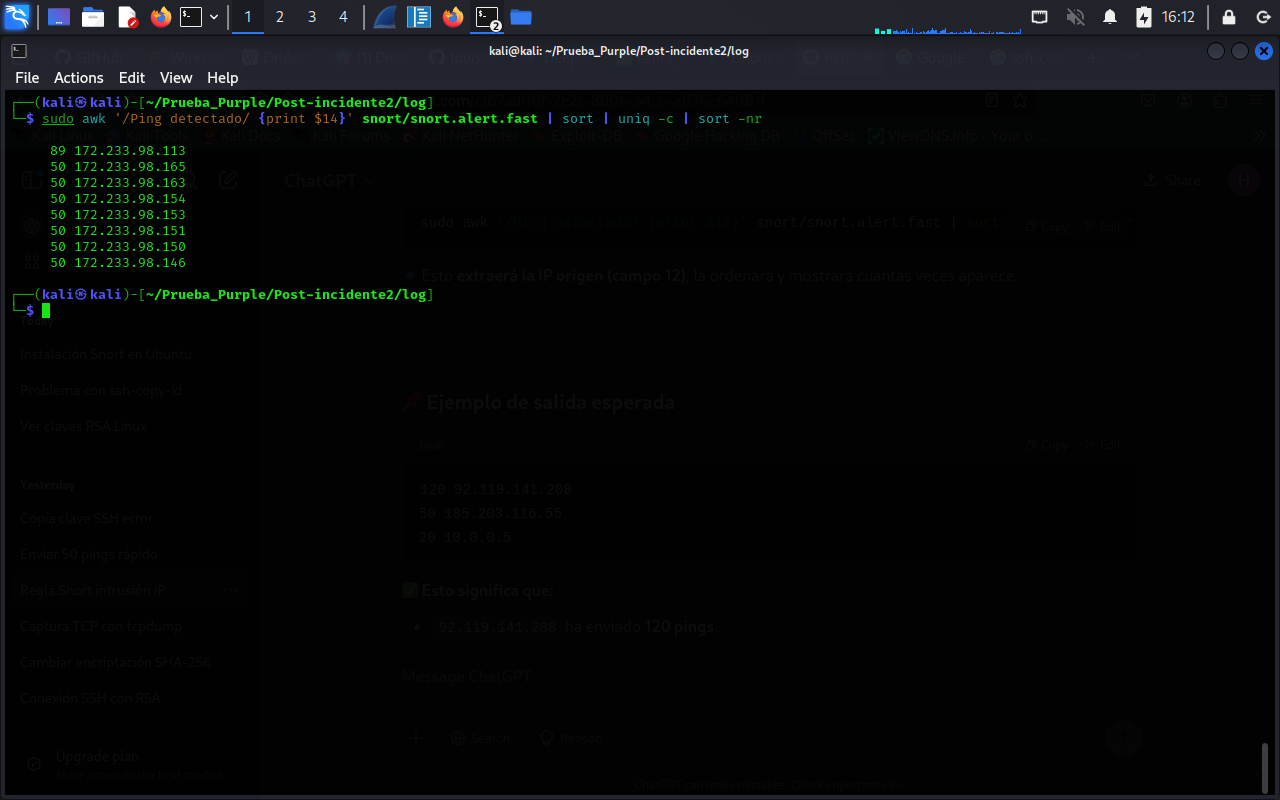 1 2 3 4 2 16:12
kali@kali: ~/Prueba_Purple/Post-incidente2/log
File Actions Edit View Help
┌──(kali㉿kali)-[~/Prueba_Purple/Post-incidente2/log]
└─$ sudo awk '/Ping detectado/ {print $14}' snort/snort.alert.fast | sort | uniq -c | sort -nr
89 172.233.98.113
50 172.233.98.165
50 172.233.98.163
50 172.233.98.154
50 172.233.98.153
50 172.233.98.151
50 172.233.98.150
50 172.233.98.146
┌──(kali㉿kali)-[~/Prueba_Purple/Post-incidente2/log]
└─$
ChatGPT
Share
H
sudo awk snort/snort.alert.fast | sort
Copy Edit
Esto extraerá la IP origen (campo 12), la ordenará y mostrará cuántas veces aparece.
Today
Instalación Snort en Ubuntu
Problema con ssh-copy-id
Ver claves RSA Linux
Yesterday
Copia clave SSH error
Enviar 50 pings rápido
Regla Snort intrusión IP
Captura TCP con tcpdump
Cambiar encriptación SHA-256
Conexión SSH con RSA
Upgrade plan
More access to the best models
Ejemplo de salida esperada
bash
Copy Edit
120 92.119.141.208
50 185.203.116.55
20 10.0.0.5
Esto significa que:
92.119.141.208 ha enviado 120 pings.
Message ChatGPT
Search Reason
ChatGPT can make mistakes. Check important info.